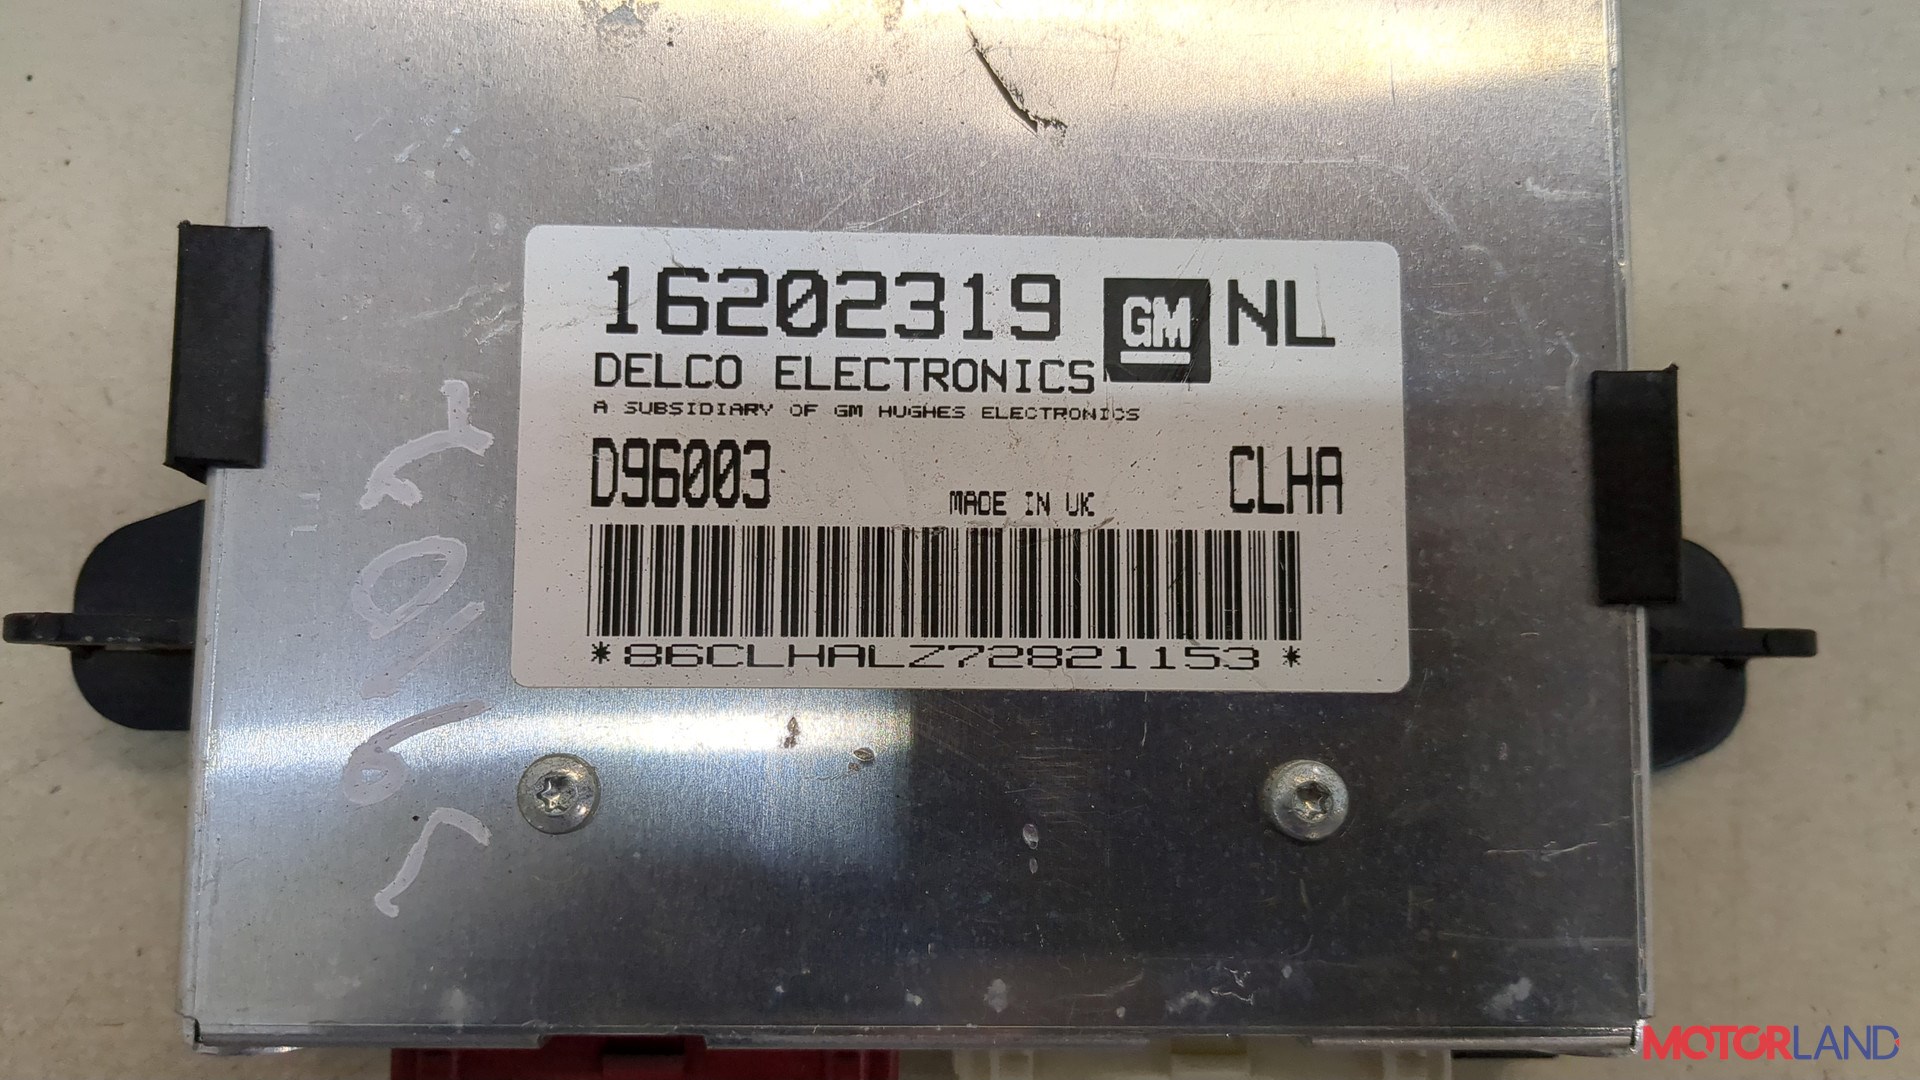 16202319 GM NL
DELCO ELECTRONICS
A SUBSIDIARY OF GM HUGHES ELECTRONICS
D96003 MADE IN UK CLHA
*86CLHALZ72821153*
MOTORLAND